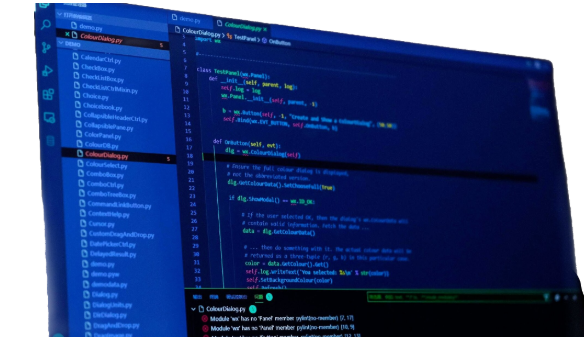 demo.py
ColourDialog.py
ColourDialog.py > TestPanel > OnButton
demo.py
ColourDialog.py 5
DEMO
CalendarCtrl.py
CheckBox.py
CheckListBox.py
CheckListCtrlMixin.py
Choice.py
Choicebook.py
CollapsibleHeaderCtrl.py
CollapsiblePane.py
ColorPanel.py
ColourDB.py
ColourDialog.py 5
ColourSelect.py
ComboBox.py
ComboCtrl.py
ComboTreeBox.py
CommandLinkButton.py
ContextHelp.py
Cursor.py
CustomDragAndDrop.py
DatePickerCtrl.py
DelayedResult.py
demo.py
demo.pyw
demodata.py
Dialog.py
DialogUnits.py
DragAndDrop.py
import wx
class TestPanel(wx.Panel):
def __init__(self, parent, log):
self.log = log
wx.Panel.__init__(self, parent, -1)
b = wx.Button(self, -1, "Create and Show a ColourDialog", (50,50))
self.Bind(wx.EVT_BUTTON, self.OnButton, b)
def OnButton(self, evt):
dlg = wx.ColourDialog(self)
# Ensure the full colour dialog is displayed,
# not the abbreviated version.
dlg.GetColourData().SetChooseFull(True)
if dlg.ShowModal() == wx.ID_OK:
# If the user selected OK, then the dialog's wx.ColourData will
# contain valid information. Fetch the data ...
data = dlg.GetColourData()
# ... then do something with it. The actual colour data will be
# returned as a three-tuple (r, g, b) in this particular case.
color = data.GetColour().Get()
self.log.WriteText('You selected: %s\n' % str(color))
self.SetBackgroundColour(color)
self.Refresh()
ColourDialog.py
Module 'wx' has no 'Panel' member pylint(no-member) [7, 17]
Module 'wx' has no 'Panel' member pylint(no-member) [10, 9]